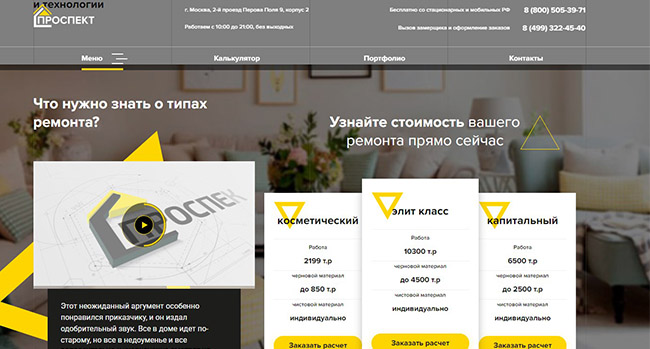 и технологии
ПРОСПЕКТ
г. Москва, 2-й проезд Перова Поля 9, корпус 2
Работаем с 10:00 до 21:00, без выходных
Бесплатно со стационарных и мобильных РФ
8 (800) 505-39-71
Вызов замерщика и оформление заказов
8 (499) 322-45-40
Меню
Калькулятор
Портфолио
Контакты
Что нужно знать о типах
ремонта?
ПРОСПЕК
Этот неожиданный аргумент особенно
понравился приказчику, и он издал
одобрительный звук. Все в доме идет по-
старому, но все в недоуменье и все
Узнайте стоимость вашего
ремонта прямо сейчас
косметический
Работа
2199 т.р
черновой материал
до 850 т.р
чистовой материал
индивидуально
Заказать расчет
элит класс
Работа
10300 т.р
черновой материал
до 4500 т.р
чистовой материал
индивидуально
Заказать расчет
капитальный
Работа
6500 т.р
черновой материал
до 2500 т.р
чистовой материал
индивидуально
Заказать расчет